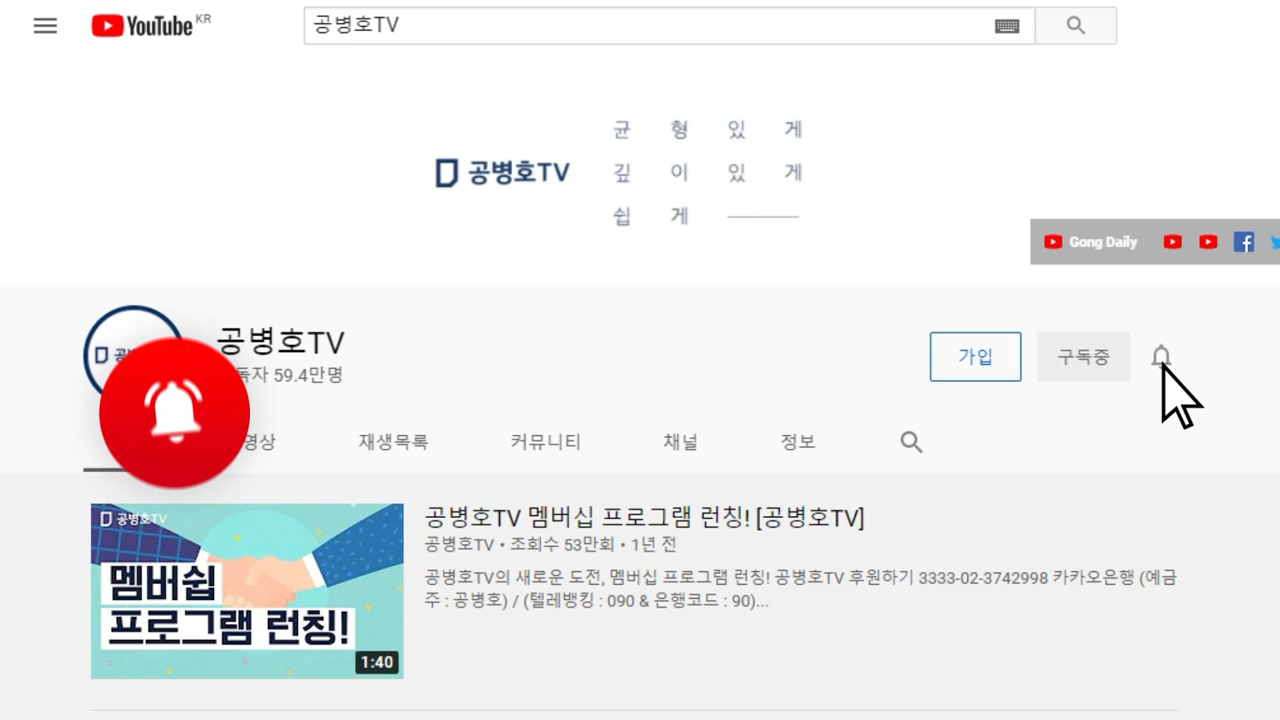 YouTube KR
공병호TV
균 형 있 게
공병호TV
깊 이 있 게
쉽 게
Gong Daily
공병호TV
독자 59.4만명
영상 재생목록 커뮤니티 채널 정보
가입 구독중
공병호TV 멤버십 프로그램 런칭! [공병호TV]
공병호TV • 조회수 53만회 • 1년 전
공병호TV의 새로운 도전, 멤버십 프로그램 런칭! 공병호TV 후원하기 3333-02-3742998 카카오은행 (예금
주 : 공병호) / (텔레뱅킹 : 090 & 은행코드 : 90)...
공병호TV
멤버쉽
프로그램 런칭!
1:40